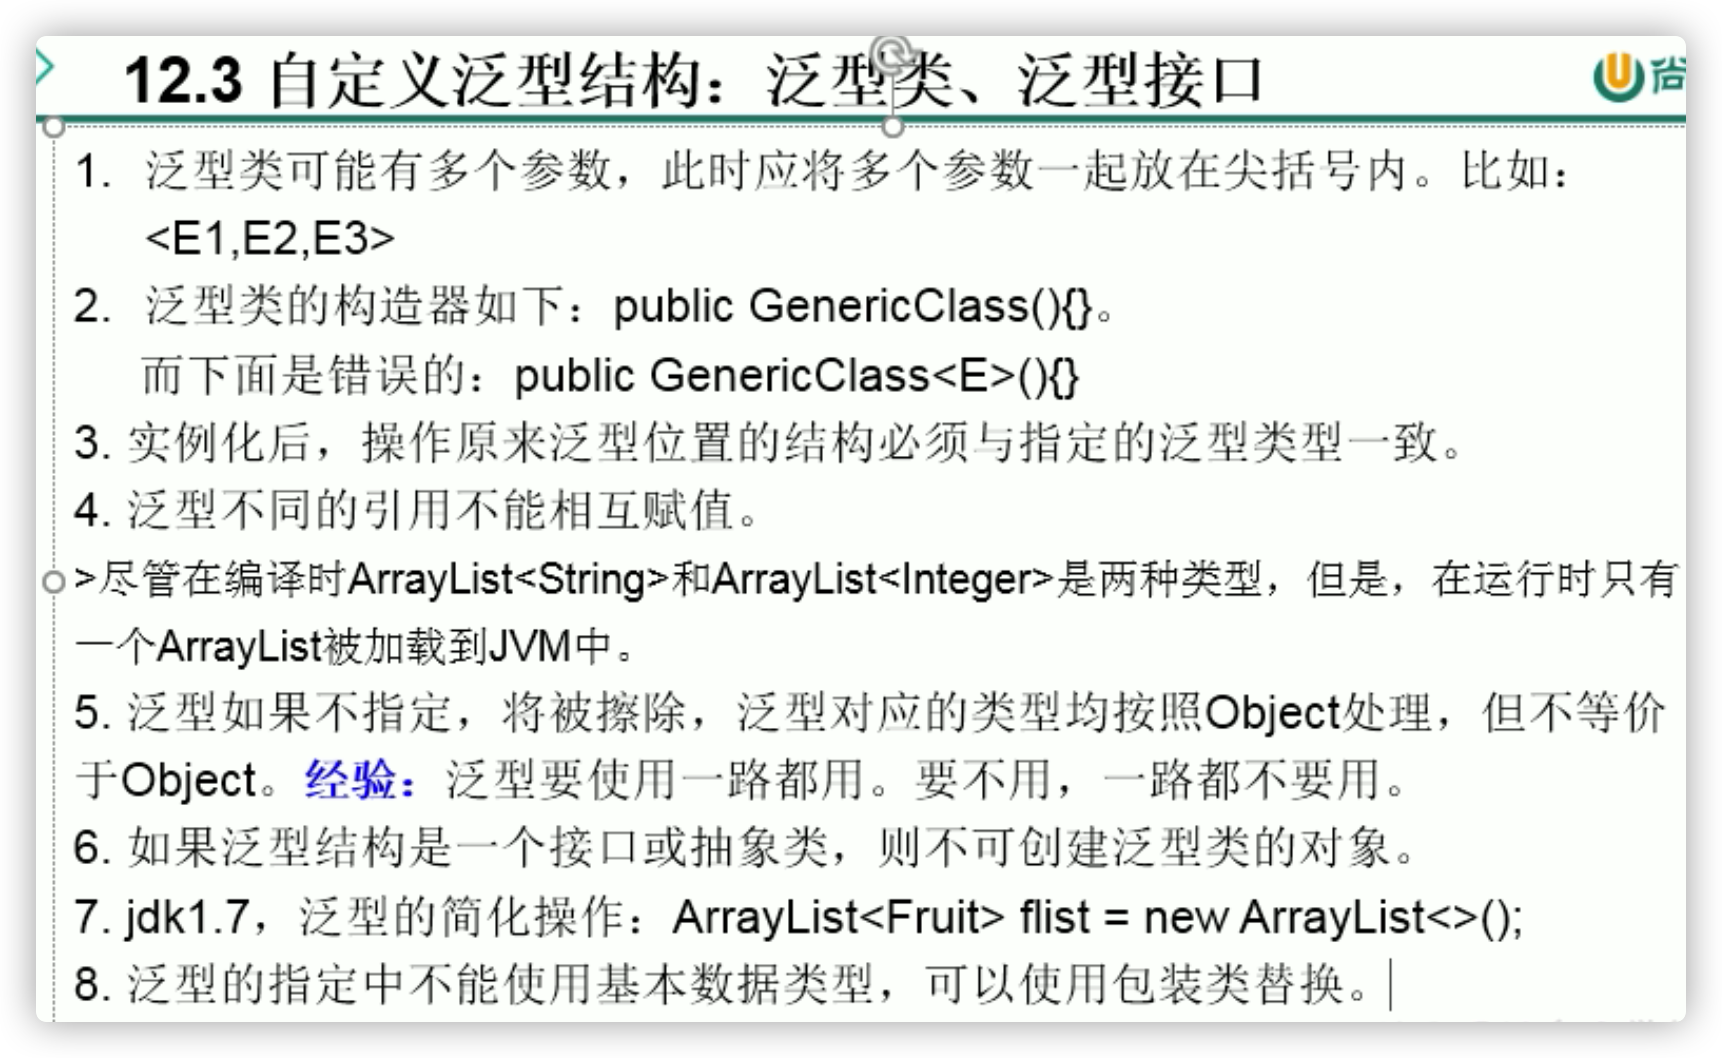 12.3 自定义泛型结构：泛型类、泛型接口
尚
1. 泛型类可能有多个参数，此时应将多个参数一起放在尖括号内。比如：
<E1,E2,E3>
2. 泛型类的构造器如下：public GenericClass(){}。
而下面是错误的：public GenericClass<E>(){}
3. 实例化后，操作原来泛型位置的结构必须与指定的泛型类型一致。
4. 泛型不同的引用不能相互赋值。
>尽管在编译时ArrayList<String>和ArrayList<Integer>是两种类型，但是，在运行时只有
一个ArrayList被加载到JVM中。
5. 泛型如果不指定，将被擦除，泛型对应的类型均按照Object处理，但不等价
于Object。经验：泛型要使用一路都用。要不用，一路都不要用。
6. 如果泛型结构是一个接口或抽象类，则不可创建泛型类的对象。
7. jdk1.7，泛型的简化操作：ArrayList<Fruit> flist = new ArrayList<>();
8. 泛型的指定中不能使用基本数据类型，可以使用包装类替换。